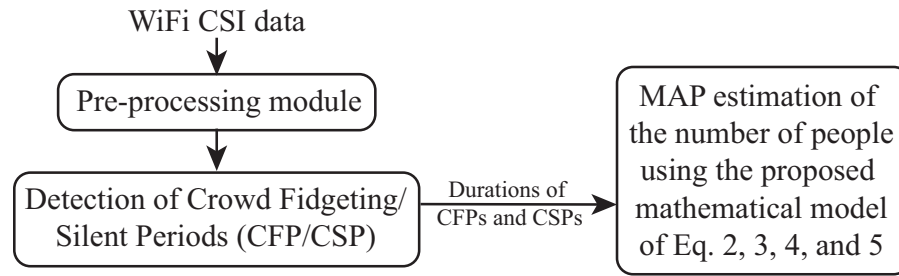 WiFi CSI data
Pre-processing module
Detection of Crowd Fidgeting/
Silent Periods (CFP/CSP)
Durations of
CFPs and CSPs
MAP estimation of
the number of people
using the proposed
mathematical model
of Eq. 2, 3, 4, and 5